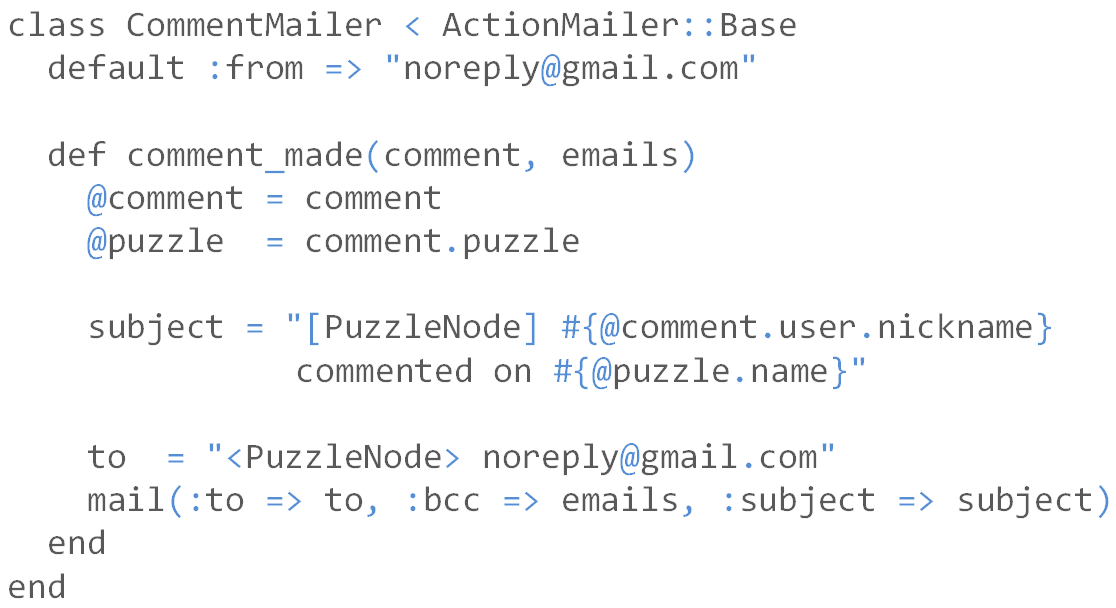 class CommentMailer < ActionMailer::Base
  default :from => "noreply@gmail.com"

  def comment_made(comment, emails)
    @comment = comment
    @puzzle  = comment.puzzle

    subject = "[PuzzleNode] #{@comment.user.nickname}
               commented on #{@puzzle.name}"

    to  = "<PuzzleNode> noreply@gmail.com"
    mail(:to => to, :bcc => emails, :subject => subject)
  end
end